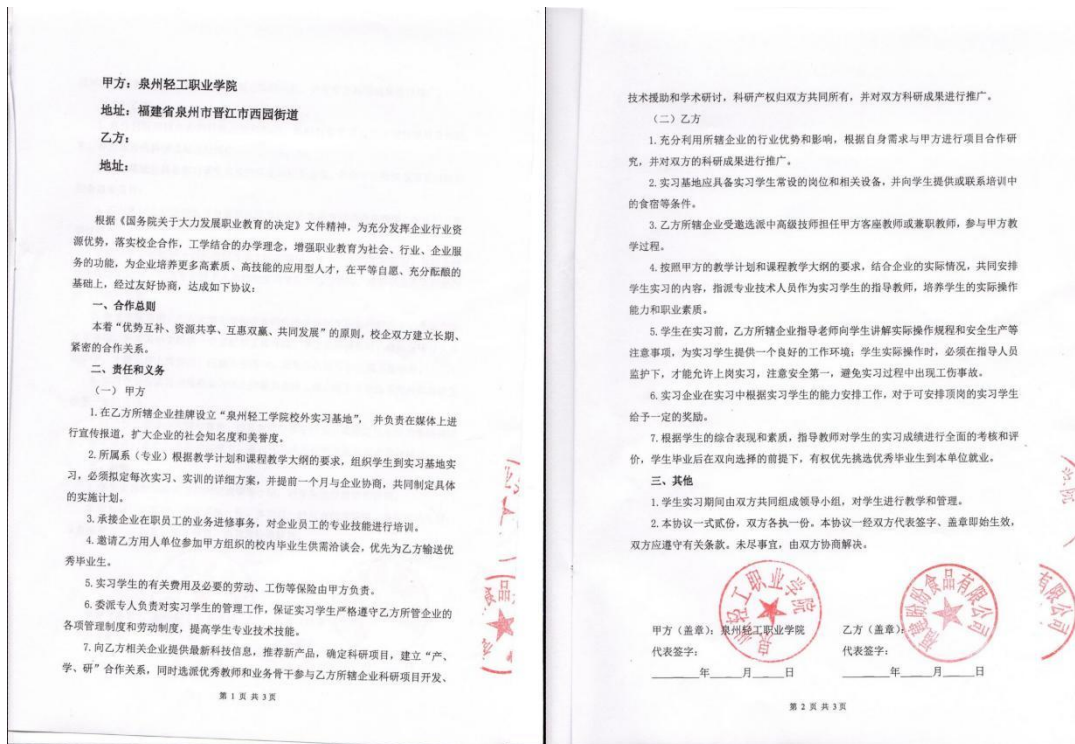 甲方：泉州轻工职业学院
地址：福建省泉州市晋江市西园街道
乙方：
地址：
根据《国务院关于大力发展职业教育的决定》文件精神，为充分发挥企业行业资
源优势，落实校企合作，工学结合的办学理念，增强职业教育为社会、行业、企业服
务的功能，为企业培养更多高素质、高技能的应用型人才，在平等自愿、充分酝酿的
基础上，经过友好协商，达成如下协议：
一、合作总则
本着“优势互补、资源共享、互惠双赢、共同发展”的原则，校企双方建立长期、
紧密的合作关系。
二、责任和义务
（一） 甲方
1.在乙方所辖企业挂牌设立“泉州轻工学院校外实习基地”， 并负责在媒体上进
行宣传报道，扩大企业的社会知名度和美誉度。
2.所属系（专业）根据教学计划和课程教学大纲的要求，组织学生到实习基地实
习，必须拟定每次实习、实训的详细方案，并提前一个月与企业协商，共同制定具体
的实施计划。
3.承接企业在职员工的业务进修事务，对企业员工的专业技能进行培训。
4.邀请乙方用人单位参加甲方组织的校内毕业生供需洽谈会，优先为乙方输送优
秀毕业生。
5.实习学生的有关费用及必要的劳动、工伤等保险由甲方负责。
6.委派专人负责对实习学生的管理工作，保证实习学生严格遵守乙方所管企业的
各项管理制度和劳动制度，提高学生专业技术技能。
7.向乙方相关企业提供最新科技信息，推荐新产品，确定科研项目，建立“产、
学、研”合作关系，同时选派优秀教师和业务骨干参与乙方所辖企业科研项目开发、
第 1 页 共 3 页
技术援助和学术研讨，科研产权归双方共同所有，并对双方科研成果进行推广。
（二）乙方
1.充分利用所辖企业的行业优势和影响，根据自身需求与甲方进行项目合作研
究，并对双方的科研成果进行推广。
2.实习基地应具备实习学生常设的岗位和相关设备，并向学生提供或联系培训中
的食宿等条件。
3.乙方所辖企业受邀选派中高级技师担任甲方客座教师或兼职教师，参与甲方教
学过程。
4.按照甲方的教学计划和课程教学大纲的要求，结合企业的实际情况，共同安排
学生实习的内容，指派专业技术人员作为实习学生的指导教师，培养学生的实际操作
能力和职业素质。
5.学生在实习前，乙方所辖企业指导老师向学生讲解实际操作规程和安全生产等
注意事项，为实习学生提供一个良好的工作环境；学生实际操作时，必须在指导人员
监护下，才能允许上岗实习，注意安全第一，避免实习过程中出现工伤事故。
6.实习企业在实习中根据实习学生的能力安排工作，对于可安排顶岗的实习学生
给予一定的奖励。
7.根据学生的综合表现和素质，指导教师对学生的实习成绩进行全面的考核和评
价，学生毕业后在双向选择的前提下，有权优先挑选优秀毕业生到本单位就业。
三、其他
1.学生实习期间由双方共同组成领导小组，对学生进行教学和管理。
2.本协议一式贰份，双方各执一份。本协议一经双方代表签字、盖章即始生效，
双方应遵守有关条款。未尽事宜，由双方协商解决。
泉州轻工职业学院
福建盼盼食品有限公司
甲方（盖章）：泉州轻工职业学院
乙方（盖章）：
代表签字：
代表签字：
____年____月____日
____年____月____日
第 2 页 共 3 页